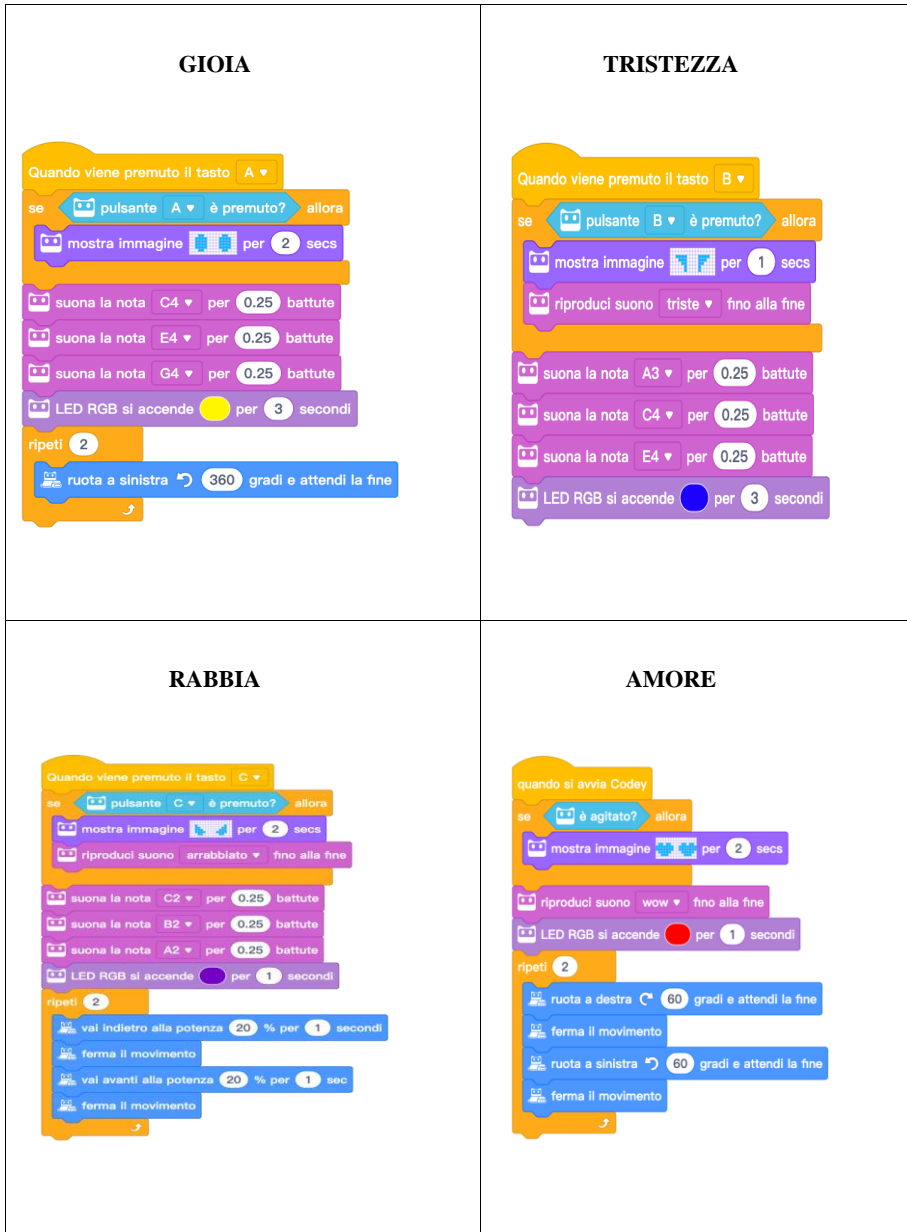 GIOIA
Quando viene premuto il tasto A
se pulsante A è premuto? allora
mostra immagine per 2 secs
suona la nota C4 per 0.25 battute
suona la nota E4 per 0.25 battute
suona la nota G4 per 0.25 battute
LED RGB si accende per 3 secondi
ripeti 2
ruota a sinistra 360 gradi e attendi la fine
TRISTEZZA
Quando viene premuto il tasto B
se pulsante B è premuto? allora
mostra immagine per 1 secs
riproduci suono triste fino alla fine
suona la nota A3 per 0.25 battute
suona la nota C4 per 0.25 battute
suona la nota E4 per 0.25 battute
LED RGB si accende per 3 secondi
RABBIA
Quando viene premuto il tasto C
se pulsante C è premuto? allora
mostra immagine per 2 secs
riproduci suono arrabbiato fino alla fine
suona la nota C2 per 0.25 battute
suona la nota B2 per 0.25 battute
suona la nota A2 per 0.25 battute
LED RGB si accende per 1 secondi
ripeti 2
vai indietro alla potenza 20 % per 1 secondi
ferma il movimento
vai avanti alla potenza 20 % per 1 sec
ferma il movimento
AMORE
quando si avvia Codey
se è agitato? allora
mostra immagine per 2 secs
riproduci suono wow fino alla fine
LED RGB si accende per 1 secondi
ripeti 2
ruota a destra 60 gradi e attendi la fine
ferma il movimento
ruota a sinistra 60 gradi e attendi la fine
ferma il movimento